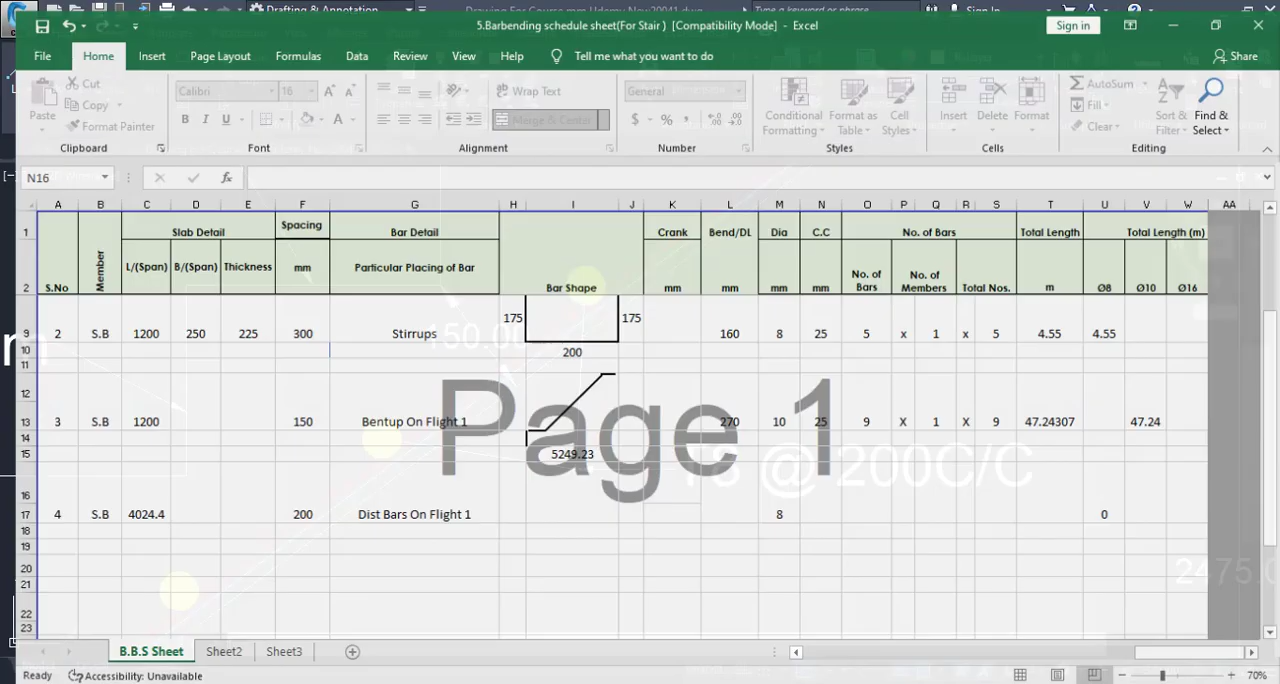 Drafting & Annotation
Sign In
5.Barbending schedule sheet(For Stair ) [Compatibility Mode] - Excel
Sign in
File Home Insert Page Layout Formulas Data Review View Help Tell me what you want to do Share
Paste Cut Copy Format Painter
Calibri 16
B I U
Wrap Text
Merge & Center
General
$ %
Conditional Formatting Format as Table Cell Styles
Insert Delete Format
AutoSum Fill Clear
Sort & Filter Find & Select
Clipboard Font Alignment Number Styles Cells Editing
N16 fx
A B C D E F G H I J K L M N O P Q R S T U V W AA
1 Slab Detail Spacing Bar Detail Crank Bend/DL Dia C.C No. of Bars Total Length Total Length (m)
2 S.No Member L/(Span) B/(Span) Thickness mm Particular Placing of Bar Bar Shape mm mm mm mm No. of Bars No. of Members Total Nos. m Ø8 Ø10 Ø16
175 175
9 2 S.B 1200 250 225 300 Stirrups 160 8 25 5 x 1 x 5 4.55 4.55
150.00
10 200
11
12
Page 1
13 3 S.B 1200 150 Bentup On Flight 1 270 10 25 9 X 1 X 9 47.24307 47.24
14
15 5249.23
@ 200C/C
16
17 4 S.B 4024.4 200 Dist Bars On Flight 1 8 0
18
19
20
2475.0
21
22
23
B.B.S Sheet Sheet2 Sheet3
Ready Accessibility: Unavailable 70%